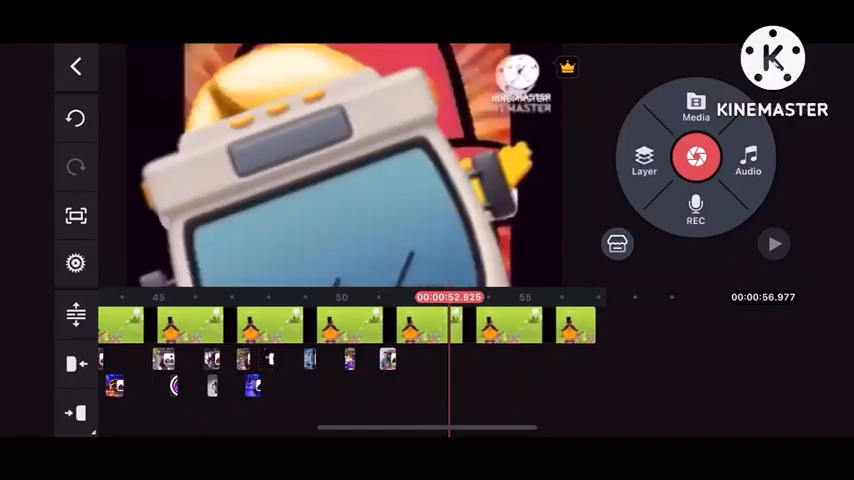 KINEMASTER
KINEMASTER
Media
Layer
Audio
REC
45
50
00:00:52.925
55
00:00:56.977